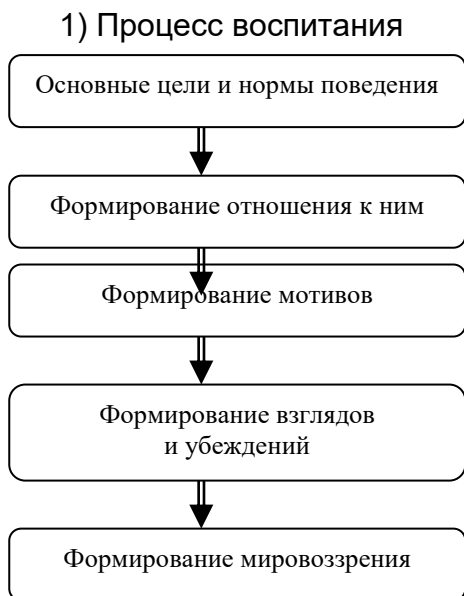 1) Процесс воспитания
Основные цели и нормы поведения
Формирование отношения к ним
Формирование мотивов
Формирование взглядов
и убеждений
Формирование мировоззрения